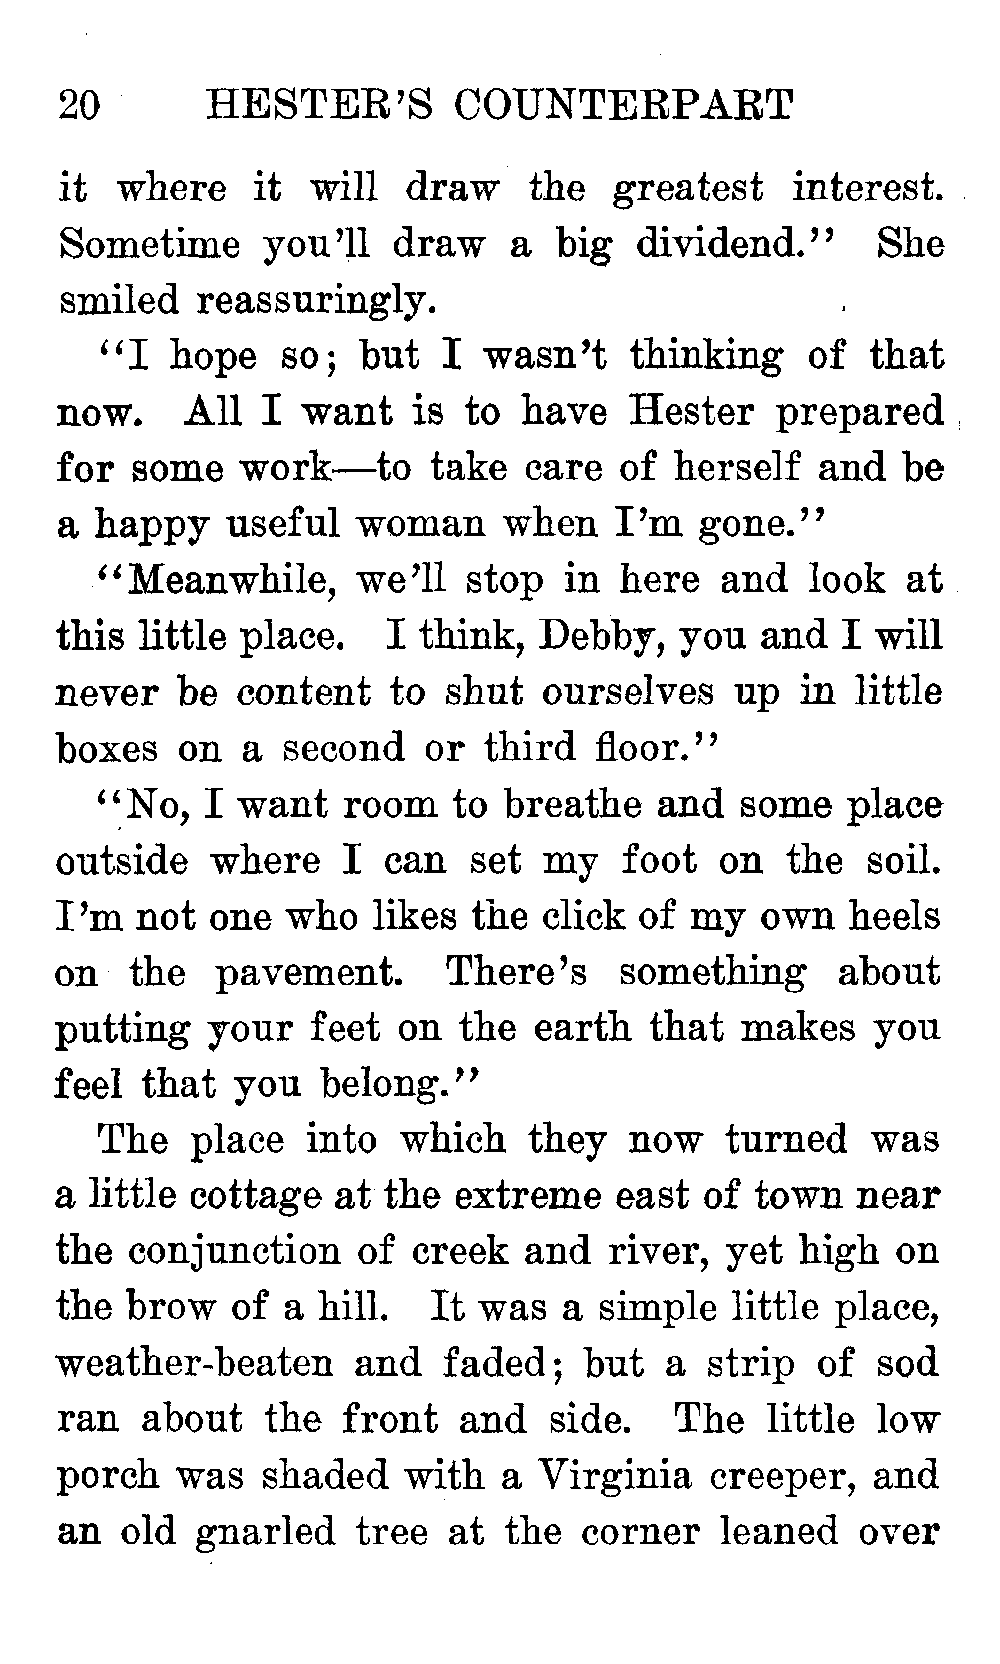 20 HESTER'S COUNTERPART
it where it will draw the greatest interest.
Sometime you'll draw a big dividend." She
smiled reassuringly.
"I hope so; but I wasn't thinking of that
now. All I want is to have Hester prepared
for some work—to take care of herself and be
a happy useful woman when I'm gone."
"Meanwhile, we'll stop in here and look at
this little place. I think, Debby, you and I will
never be content to shut ourselves up in little
boxes on a second or third floor."
"No, I want room to breathe and some place
outside where I can set my foot on the soil.
I'm not one who likes the click of my own heels
on the pavement. There's something about
putting your feet on the earth that makes you
feel that you belong."
The place into which they now turned was
a little cottage at the extreme east of town near
the conjunction of creek and river, yet high on
the brow of a hill. It was a simple little place,
weather-beaten and faded; but a strip of sod
ran about the front and side. The little low
porch was shaded with a Virginia creeper, and
an old gnarled tree at the corner leaned over